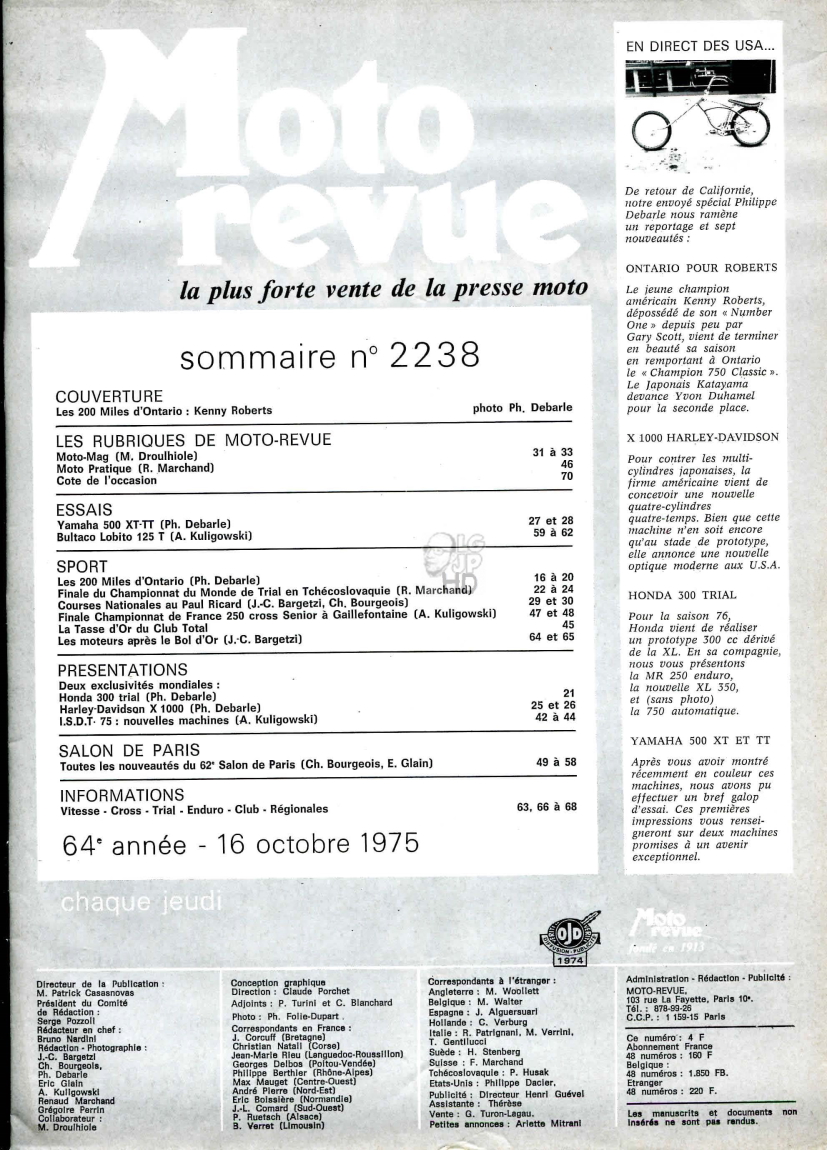 Moto
revue
la plus forte vente de la presse moto
sommaire n° 2238
COUVERTURE
Les 200 Miles d'Ontario : Kenny Roberts photo Ph. Debarle
LES RUBRIQUES DE MOTO-REVUE
Moto-Mag (M. Droulhiole) 31 à 33
Moto Pratique (R. Marchand) 46
Cote de l'occasion 70
ESSAIS
Yamaha 500 XT-TT (Ph. Debarle) 27 et 28
Bultaco Lobito 125 T (A. Kuligowski) 59 à 62
SPORT
Les 200 Miles d'Ontario (Ph. Debarle) 16 à 20
Finale du Championnat du Monde de Trial en Tchécoslovaquie (R. Marchand) 22 à 24
Courses Nationales au Paul Ricard (J.-C. Bargetzi, Ch. Bourgeois) 29 et 30
Finale Championnat de France 250 cross Senior à Gaillefontaine (A. Kuligowski) 47 et 48
La Tasse d'Or du Club Total 45
Les moteurs après le Bol d'Or (J.-C. Bargetzi) 64 et 65
PRESENTATIONS
Deux exclusivités mondiales :
Honda 300 trial (Ph. Debarle) 21
Harley-Davidson X 1000 (Ph. Debarle) 25 et 26
I.S.D.T. 75 : nouvelles machines (A. Kuligowski) 42 à 44
SALON DE PARIS
Toutes les nouveautés du 62e Salon de Paris (Ch. Bourgeois, E. Glain) 49 à 58
INFORMATIONS
Vitesse - Cross - Trial - Enduro - Club - Régionales 63, 66 à 68
64e année - 16 octobre 1975
chaque jeudi
EN DIRECT DES USA...
De retour de Californie,
notre envoyé spécial Philippe
Debarle nous ramène
un reportage et sept
nouveautés :
ONTARIO POUR ROBERTS
Le jeune champion
américain Kenny Roberts,
dépossédé de son « Number
One » depuis peu par
Gary Scott, vient de terminer
en beauté sa saison
en remportant à Ontario
le « Champion 750 Classic ».
Le Japonais Katayama
devance Yvon Duhamel
pour la seconde place.
X 1000 HARLEY-DAVIDSON
Pour contrer les multi-
cylindres japonaises, la
firme américaine vient de
concevoir une nouvelle
quatre-cylindres
quatre-temps. Bien que cette
machine n'en soit encore
qu'au stade de prototype,
elle annonce une nouvelle
optique moderne aux U.S.A.
HONDA 300 TRIAL
Pour la saison 76,
Honda vient de réaliser
un prototype 300 cc dérivé
de la XL. En sa compagnie,
nous vous présentons
la MR 250 enduro,
la nouvelle XL 350,
et (sans photo)
la 750 automatique.
YAMAHA 500 XT ET TT
Après vous avoir montré
récemment en couleur ces
machines, nous avons pu
effectuer un bref galop
d'essai. Ces premières
impressions vous rensei-
gneront sur deux machines
promises à un avenir
exceptionnel.
OJD
1974
Moto
revue
fondé en 1913
Directeur de la Publication :
M. Patrick Casasnovas
Président du Comité
de Rédaction :
Serge Pozzoli
Rédacteur en chef :
Bruno Nardini
Rédaction - Photographie :
J.-C. Bargetzi
Ch. Bourgeois,
Ph. Debarle
Eric Glain
A. Kuligowski
Renaud Marchand
Grégoire Perrin
Collaborateur :
M. Droulhiole
Conception graphique
Direction : Claude Porchet
Adjoints : P. Turini et C. Blanchard
Photo : Ph. Folie-Dupart
Correspondants en France :
J. Corcuff (Bretagne)
Christian Natali (Corse)
Jean-Marie Rieu (Languedoc-Roussillon)
Georges Delbos (Poitou-Vendée)
Philippe Berthier (Rhône-Alpes)
Max Mauget (Centre-Ouest)
André Pierre (Nord-Est)
Eric Boissière (Normandie)
J.-L. Comard (Sud-Ouest)
P. Ruetsch (Alsace)
B. Verret (Limousin)
Correspondants à l'étranger :
Angleterre : M. Woollett
Belgique : M. Walter
Espagne : J. Alguersuari
Hollande : C. Verburg
Italie : R. Patrignani, M. Verrini,
T. Gentilucci
Suède : H. Stenberg
Suisse : F. Marchand
Tchécoslovaquie : P. Husak
Etats-Unis : Philippe Dacier,
Publicité : Directeur Henri Guével
Assistante : Thérèse
Vente : G. Turon-Lagau.
Petites annonces : Arlette Mitrani
Administration - Rédaction - Publicité :
MOTO-REVUE,
103 rue La Fayette, Paris 10e.
Tél. : 878-99-26
C.C.P. : 1 159-15 Paris
Ce numéro : 4 F
Abonnement France
48 numéros : 160 F
Belgique :
48 numéros : 1.850 FB.
Etranger
48 numéros : 220 F.
Les manuscrits et documents non
insérés ne sont pas rendus.